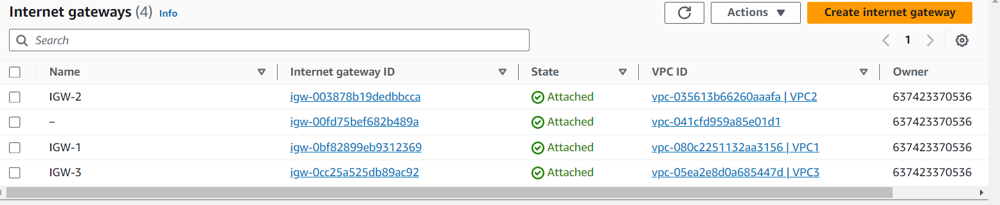 Internet gateways (4) Info
Actions
Create internet gateway
Search
1
Name Internet gateway ID State VPC ID Owner
IGW-2 igw-003878b19dedbbcca Attached vpc-035613b66260aaafa | VPC2 637423370536
– igw-00fd75bef682b489a Attached vpc-041cfd959a85e01d1 637423370536
IGW-1 igw-0bf82899eb9312369 Attached vpc-080c2251132aa3156 | VPC1 637423370536
IGW-3 igw-0cc25a525db89ac92 Attached vpc-05ea2e8d0a685447d | VPC3 637423370536